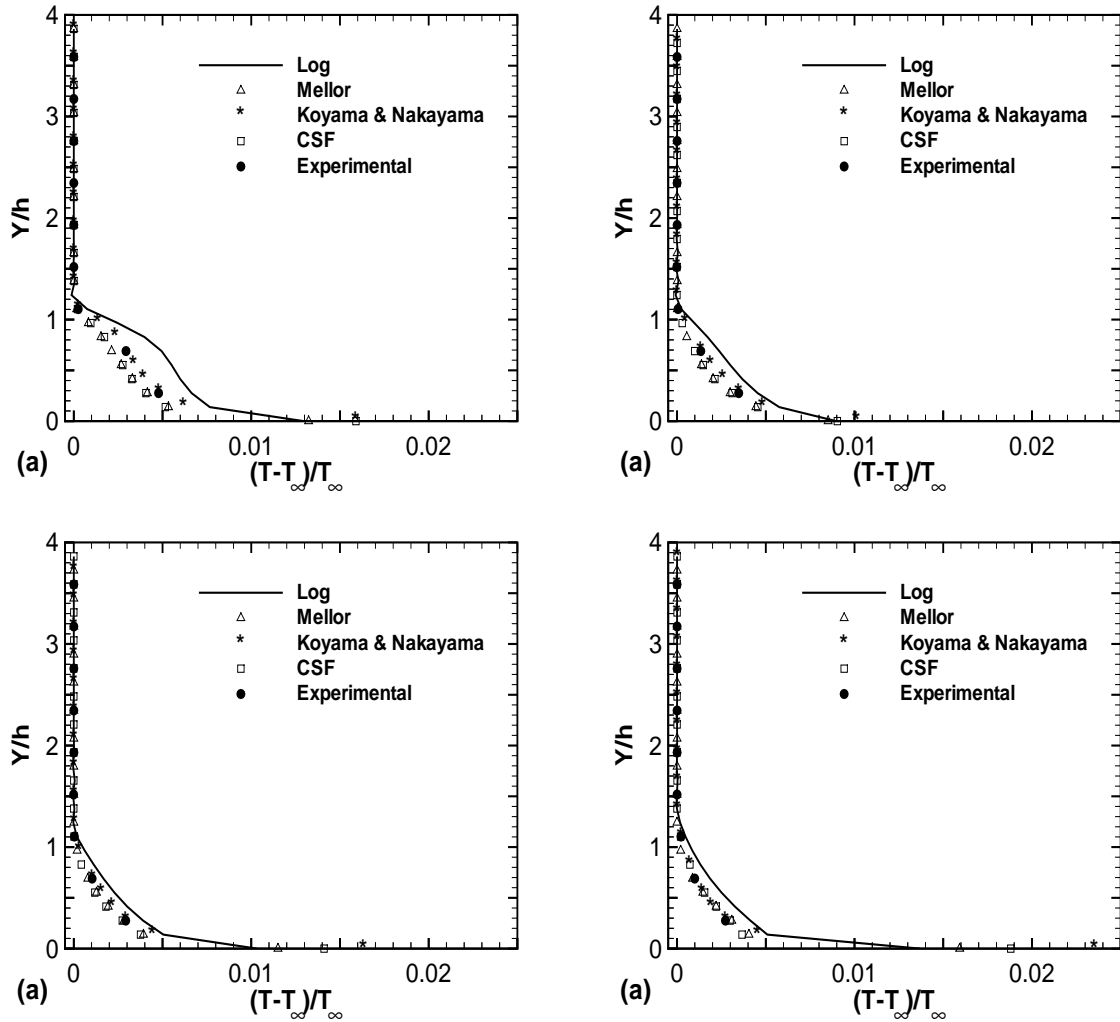 4
3
2
1
0
Y/h
Log
Mellor
Koyama & Nakayama
CSF
Experimental
0 0.01 0.02
(T-T∞)/T∞
(a)
4
3
2
1
0
Y/h
Log
Mellor
Koyama & Nakayama
CSF
Experimental
0 0.01 0.02
(T-T∞)/T∞
(a)
4
3
2
1
0
Y/h
Log
Mellor
Koyama & Nakayama
CSF
Experimental
0 0.01 0.02
(T-T∞)/T∞
(a)
4
3
2
1
0
Y/h
Log
Mellor
Koyama & Nakayama
CSF
Experimental
0 0.01 0.02
(T-T∞)/T∞
(a)